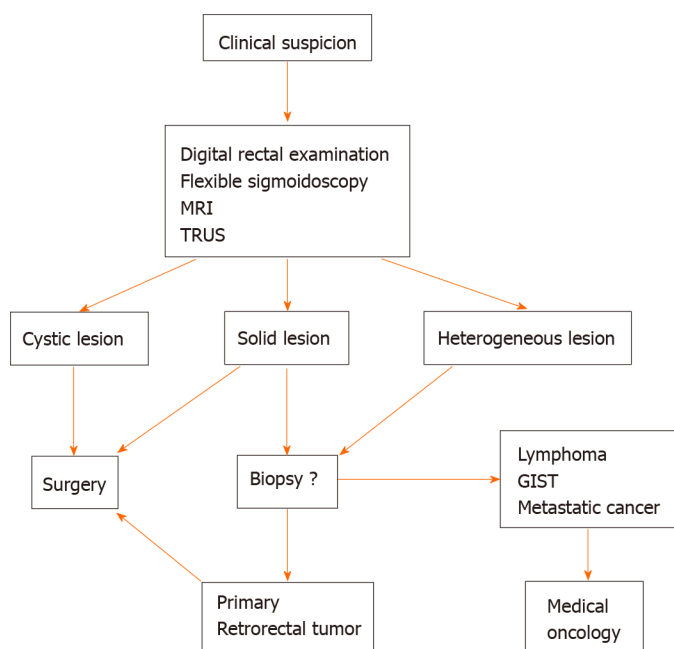 Clinical suspicion
Digital rectal examination
Flexible sigmoidoscopy
MRI
TRUS
Cystic lesion
Solid lesion
Heterogeneous lesion
Surgery
Biopsy ?
Lymphoma
GIST
Metastatic cancer
Primary
Retrorectal tumor
Medical
oncology